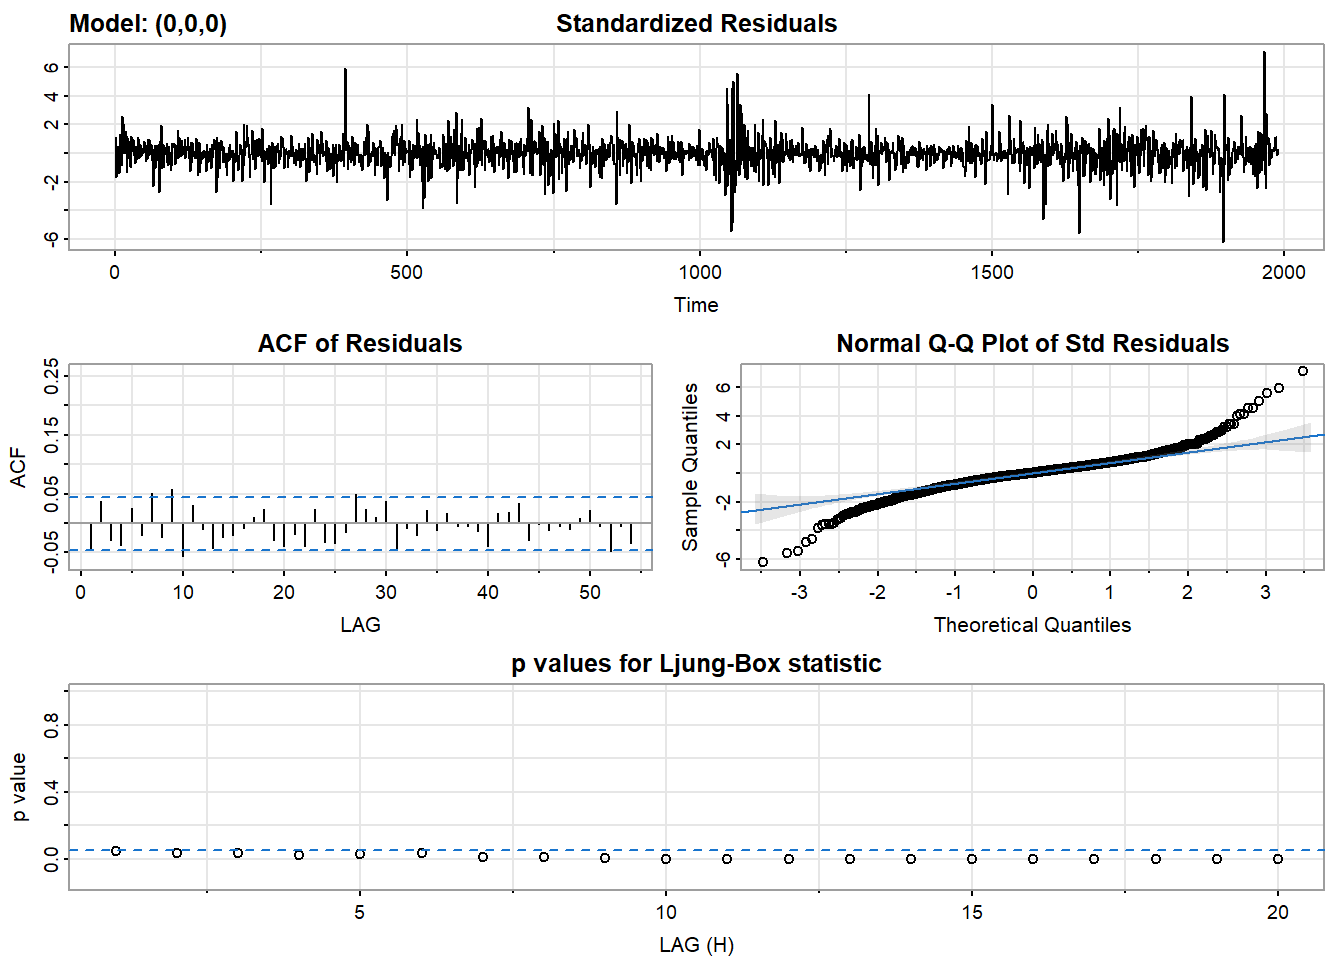 Model: (0,0,0) Standardized Residuals
6
4
2
-2
-6
0 500 1000 1500 2000
Time
ACF of Residuals
ACF
0.25
0.15
0.05
-0.05
0 10 20 30 40 50
LAG
Normal Q-Q Plot of Std Residuals
Sample Quantiles
6
4
2
-2
-6
-3 -2 -1 0 1 2 3
Theoretical Quantiles
p values for Ljung-Box statistic
p value
0.8
0.4
0.0
5 10 15 20
LAG (H)